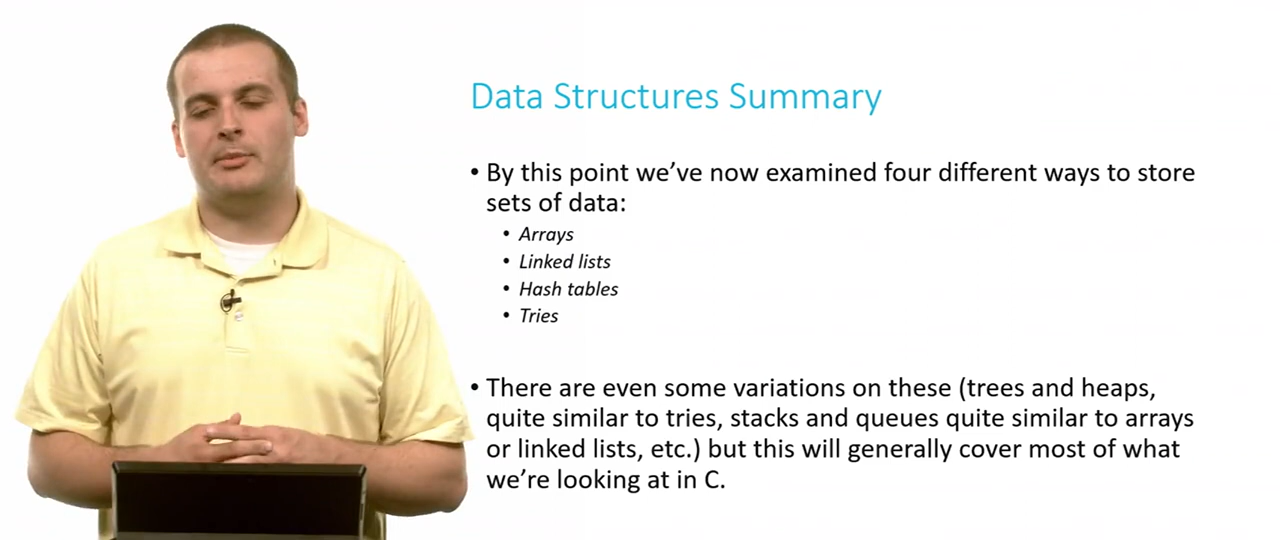 Data Structures Summary
• By this point we’ve now examined four different ways to store
sets of data:
• Arrays
• Linked lists
• Hash tables
• Tries
• There are even some variations on these (trees and heaps,
quite similar to tries, stacks and queues quite similar to arrays
or linked lists, etc.) but this will generally cover most of what
we’re looking at in C.